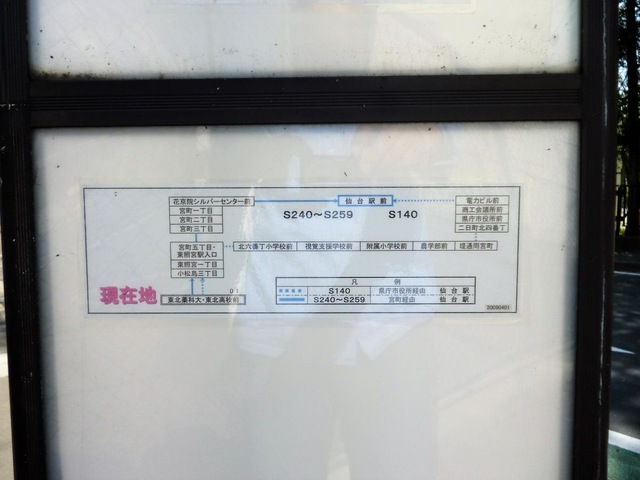 花京院シルバーセンター前
仙台駅前
電力ビル前
宮町一丁目
S240～S259
S140
商工会議所前
宮町二丁目
県庁市役所前
宮町三丁目
二日町北四番丁
宮町五丁目・
東照宮駅入口
北六番丁小学校前
視覚支援学校前
附属小学校前
農学部前
堤通雨宮町
東照宮一丁目
小松島三丁目
現在地
01
東北薬科大・東北高校前
凡 例
S140
県庁市役所経由 仙台駅
S240～S259
宮町経由 仙台駅
20090401